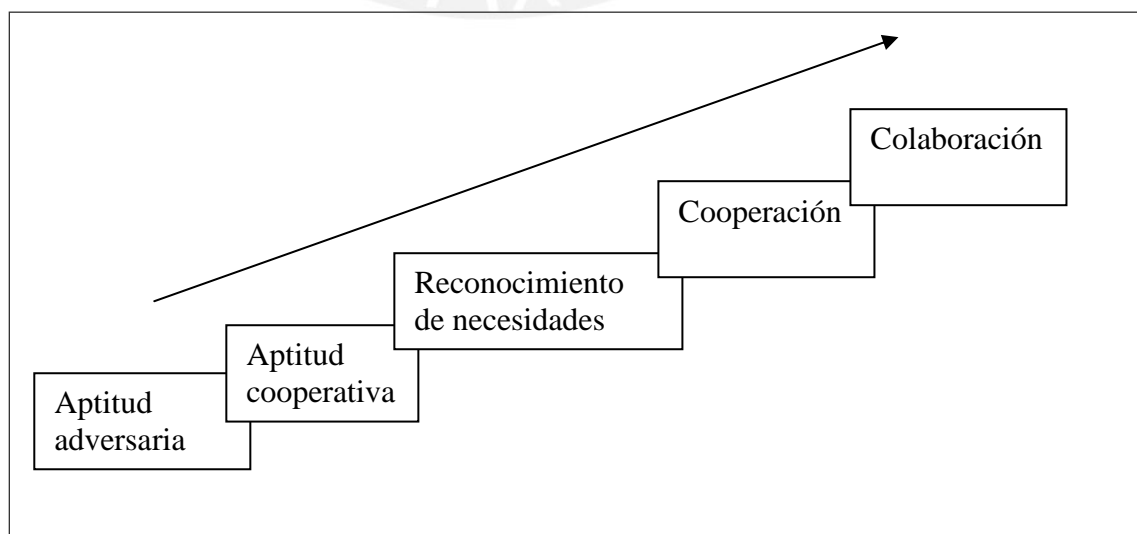 Colaboración
Cooperación
Reconocimiento
de necesidades
Aptitud
cooperativa
Aptitud
adversaria